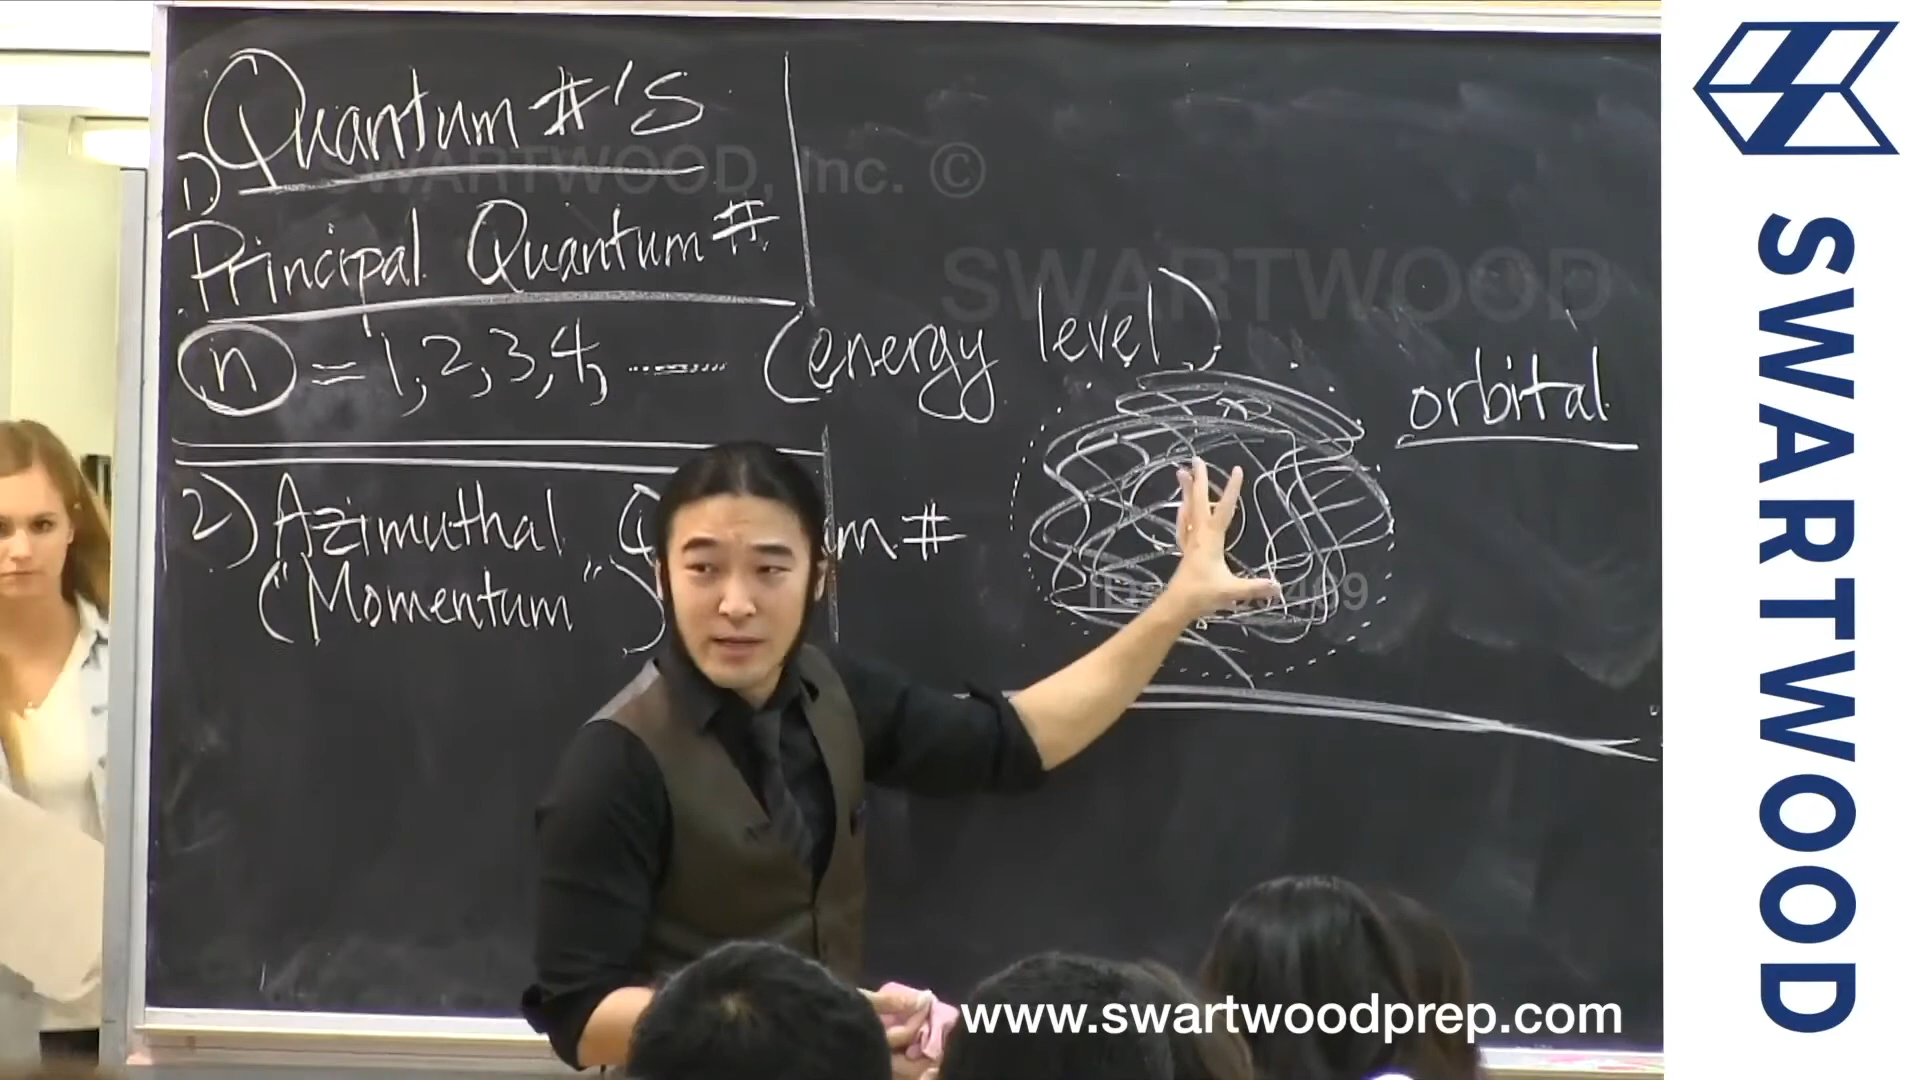 Quantum #'s
1)
Principal Quantum #
n = 1, 2, 3, 4, ...... (energy level)
orbital
2) Azimuthal Q um #
("Momentum")
SWARTWOOD, Inc. ©
SWARTWOOD
www.swartwoodprep.com
SWARTWOOD